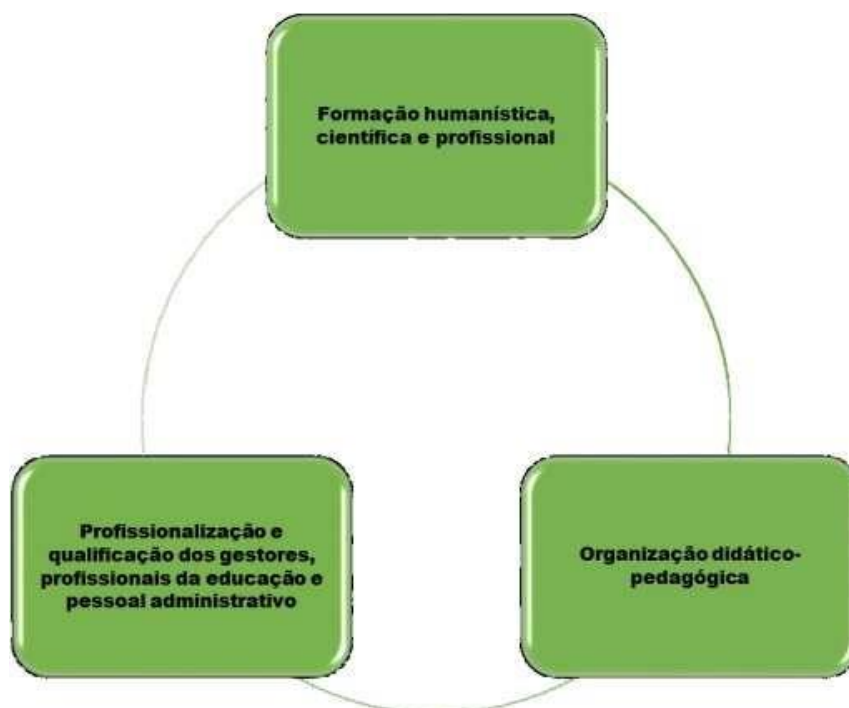 Formação humanística,
científica e profissional
Profissionalização e
qualificação dos gestores,
profissionais da educação e
pessoal administrativo
Organização didático-
pedagógica